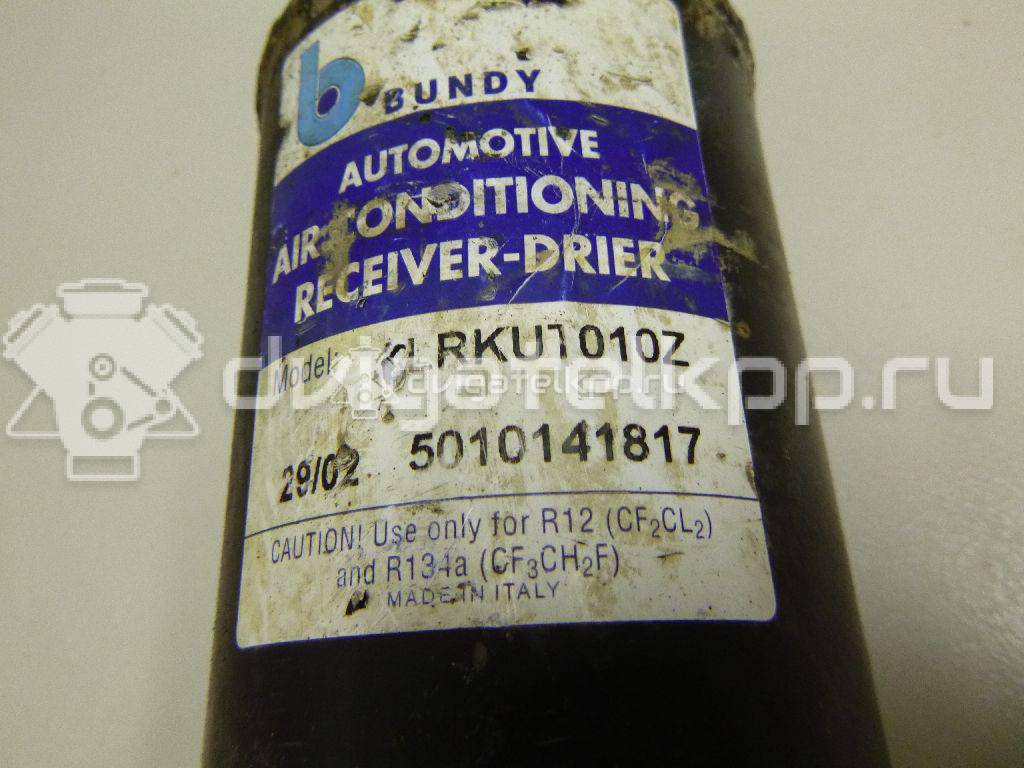 b BUNDY
AUTOMOTIVE
AIR-CONDITIONING
RECEIVER-DRIER
Model:
dvigatelkpp.ru
29/02 5010141817
CAUTION! Use only for R12 (CF₂CL₂)
and R134a (CF₃CH₂F)
MADE IN ITALY